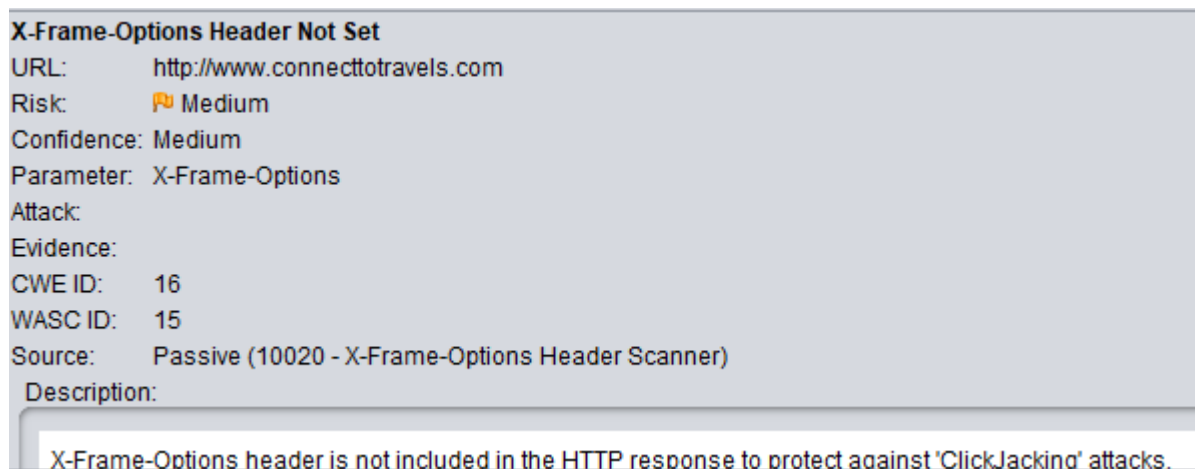 X-Frame-Options Header Not Set
URL: http://www.connecttotravels.com
Risk: Medium
Confidence: Medium
Parameter: X-Frame-Options
Attack:
Evidence:
CWE ID: 16
WASC ID: 15
Source: Passive (10020 - X-Frame-Options Header Scanner)
Description:
X-Frame-Options header is not included in the HTTP response to protect against 'ClickJacking' attacks.